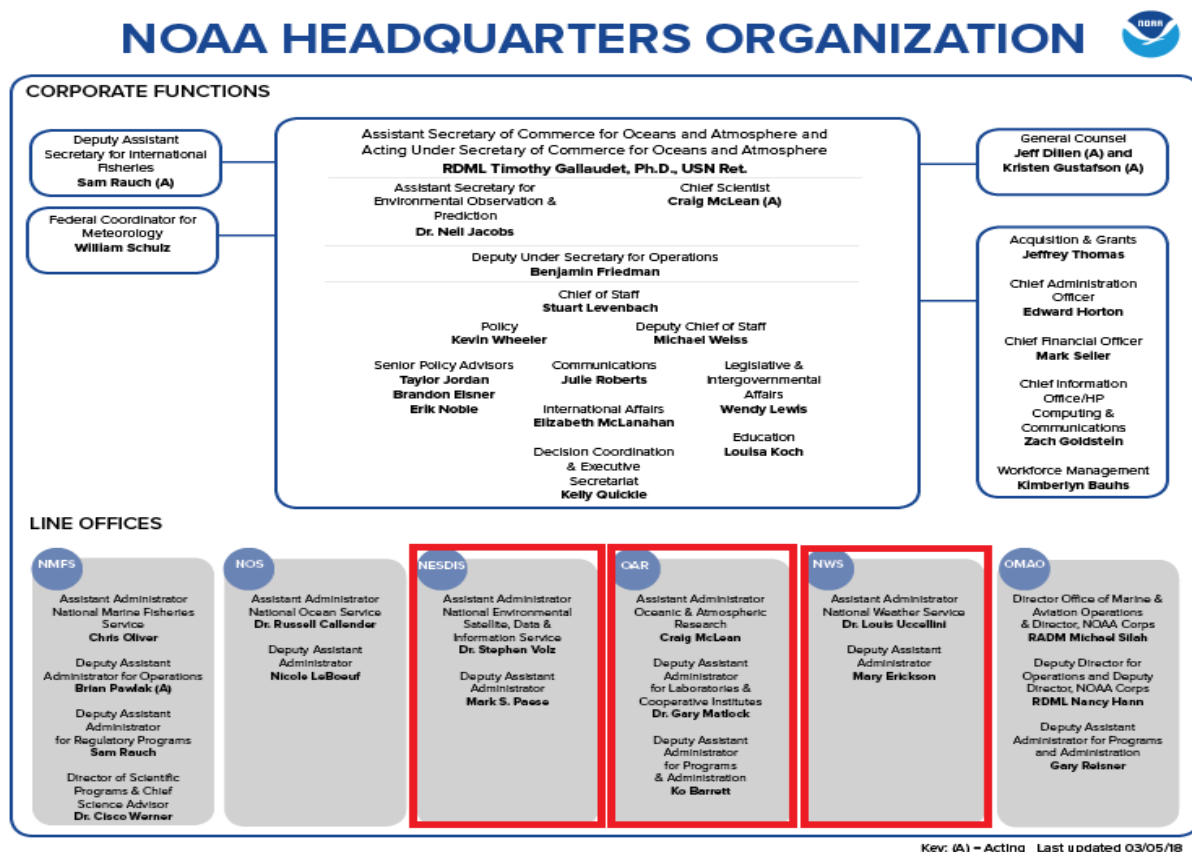 NOAA HEADQUARTERS ORGANIZATION
NOAA
CORPORATE FUNCTIONS
Deputy Assistant
Secretary for International
Fisheries
Sam Rauch (A)
Federal Coordinator for
Meteorology
William Schulz
Assistant Secretary of Commerce for Oceans and Atmosphere and
Acting Under Secretary of Commerce for Oceans and Atmosphere
RDML Timothy Gallaudet, Ph.D., USN Ret.
Assistant Secretary for
Environmental Observation &
Prediction
Dr. Neil Jacobs
Chief Scientist
Craig McLean (A)
Deputy Under Secretary for Operations
Benjamin Friedman
Chief of Staff
Stuart Levenbach
Policy
Kevin Wheeler
Deputy Chief of Staff
Michael Weiss
Senior Policy Advisors
Taylor Jordan
Brandon Elsner
Erik Noble
Communications
Julie Roberts
International Affairs
Elizabeth McLanahan
Decision Coordination
& Executive
Secretariat
Kelly Quickle
Legislative &
Intergovernmental
Affairs
Wendy Lewis
Education
Louisa Koch
General Counsel
Jeff Dillen (A) and
Kristen Gustafson (A)
Acquisition & Grants
Jeffrey Thomas
Chief Administration
Officer
Edward Horton
Chief Financial Officer
Mark Seiler
Chief Information
Office/HP
Computing &
Communications
Zach Goldstein
Workforce Management
Kimberlyn Bauhs
LINE OFFICES
NMFS
Assistant Administrator
National Marine Fisheries
Service
Chris Oliver
Deputy Assistant
Administrator for Operations
Brian Pawlak (A)
Deputy Assistant
Administrator
for Regulatory Programs
Sam Rauch
Director of Scientific
Programs & Chief
Science Advisor
Dr. Cisco Werner
NOS
Assistant Administrator
National Ocean Service
Dr. Russell Callender
Deputy Assistant
Administrator
Nicole LeBoeuf
NESDIS
Assistant Administrator
National Environmental
Satellite, Data &
Information Service
Dr. Stephen Volz
Deputy Assistant
Administrator
Mark S. Paese
OAR
Assistant Administrator
Oceanic & Atmospheric
Research
Craig McLean
Deputy Assistant
Administrator
for Laboratories &
Cooperative Institutes
Dr. Gary Matlock
Deputy Assistant
Administrator
for Programs
& Administration
Ko Barrett
NWS
Assistant Administrator
National Weather Service
Dr. Louis Uccellini
Deputy Assistant
Administrator
Mary Erickson
OMAO
Director Office of Marine &
Aviation Operations
& Director, NOAA Corps
RADM Michael Silah
Deputy Director for
Operations and Deputy
Director, NOAA Corps
RDML Nancy Hann
Deputy Assistant
Administrator for Programs
and Administration
Gary Reisner
Key: (A) = Acting Last updated 03/05/18